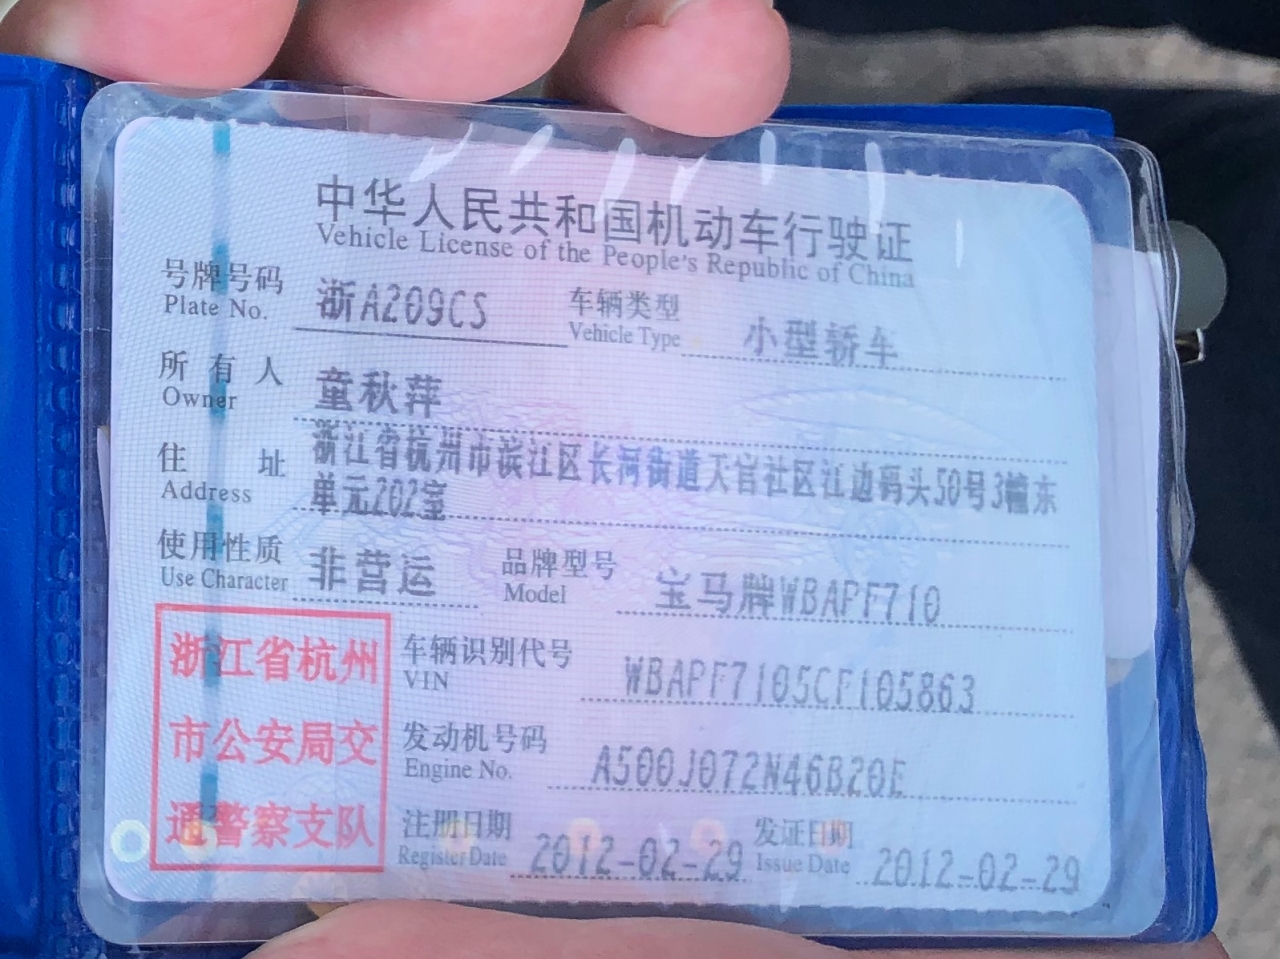 中华人民共和国机动车行驶证
Vehicle License of the People's Republic of China
号牌号码 浙A209CS 车辆类型 小型轿车
Plate No. Vehicle Type
所有人 童秋萍
Owner
住址 浙江省杭州市滨江区长河街道天官社区江边码头50号3幢东
Address 单元202室
使用性质 非营运 品牌型号 宝马牌WBAPF710
Use Character Model
浙江省杭州
市公安局交
通警察支队
车辆识别代号 WBAPF7105CF105863
VIN
发动机号码 A500J072N46B20E
Engine No.
注册日期 2012-02-29 发证日期 2012-02-29
Register Date Issue Date